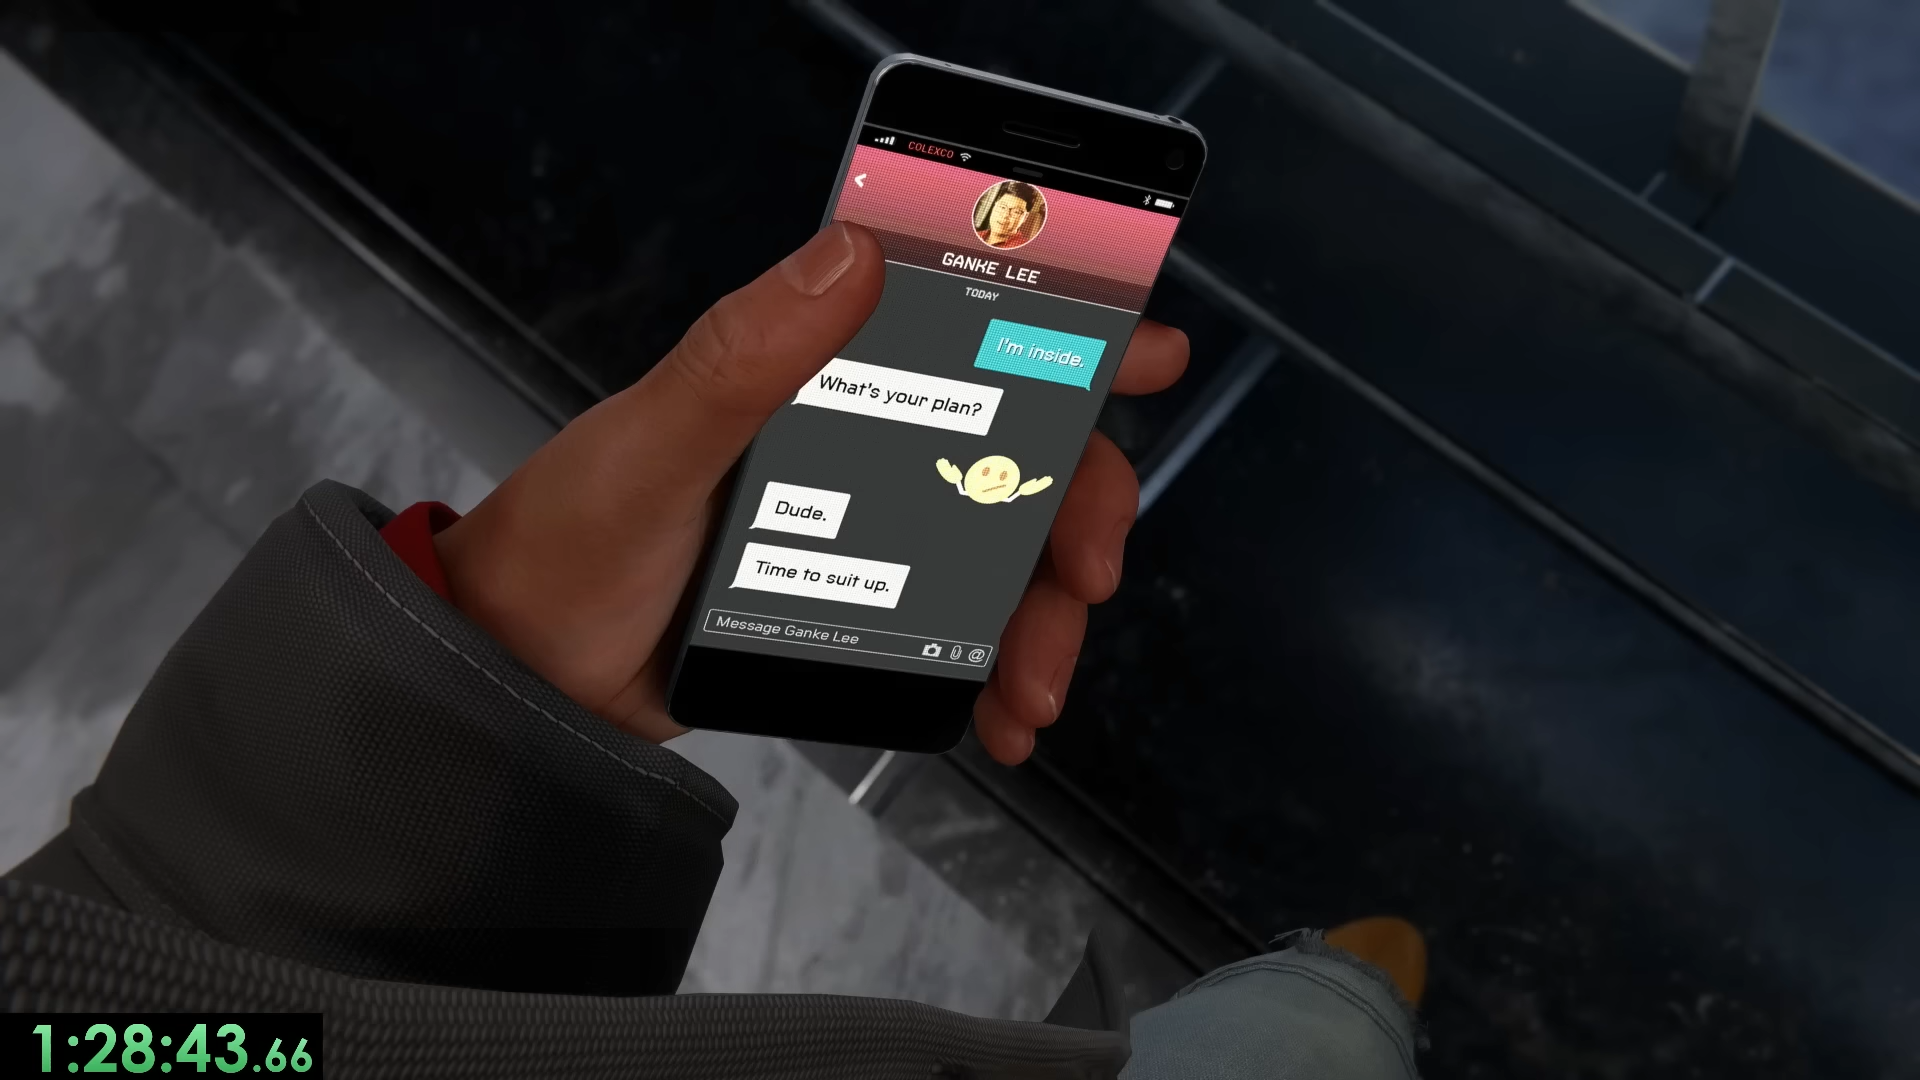 COLEXCO
GANKE LEE
TODAY
I'm inside.
What's your plan?
Dude.
Time to suit up.
Message Ganke Lee
1:28:43.66